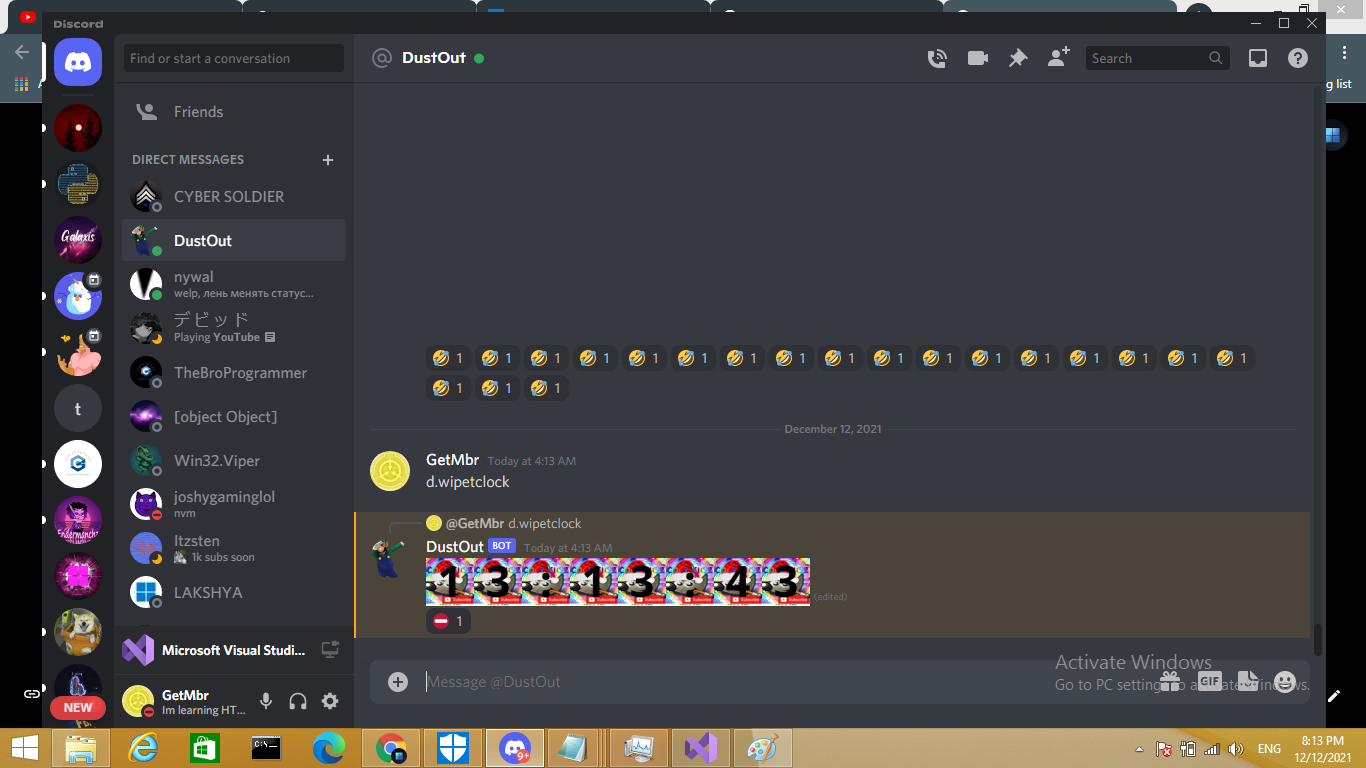 Discord
Find or start a conversation
Friends
DIRECT MESSAGES
CYBER SOLDIER
DustOut
nywal
welp, лень менять статус...
デビッド
Playing YouTube
TheBroProgrammer
[object Object]
Win32.Viper
joshygaminglol
nvm
Itzsten
1k subs soon
LAKSHYA
Microsoft Visual Studi...
GetMbr
Im learning HT...
Galaxis
t
Endermanch
NEW
DustOut
Search
g list
1 1 1 1 1 1 1 1 1 1 1 1 1 1 1 1 1
1 1 1
December 12, 2021
GetMbr Today at 4:13 AM
d.wipetclock
@GetMbr d.wipetclock
DustOut BOT Today at 4:13 AM
13:13:43
(edited)
1
Message @DustOut
GIF
Activate Windows
Go to PC settings to activate Windows.
9+
ENG
8:13 PM
12/12/2021